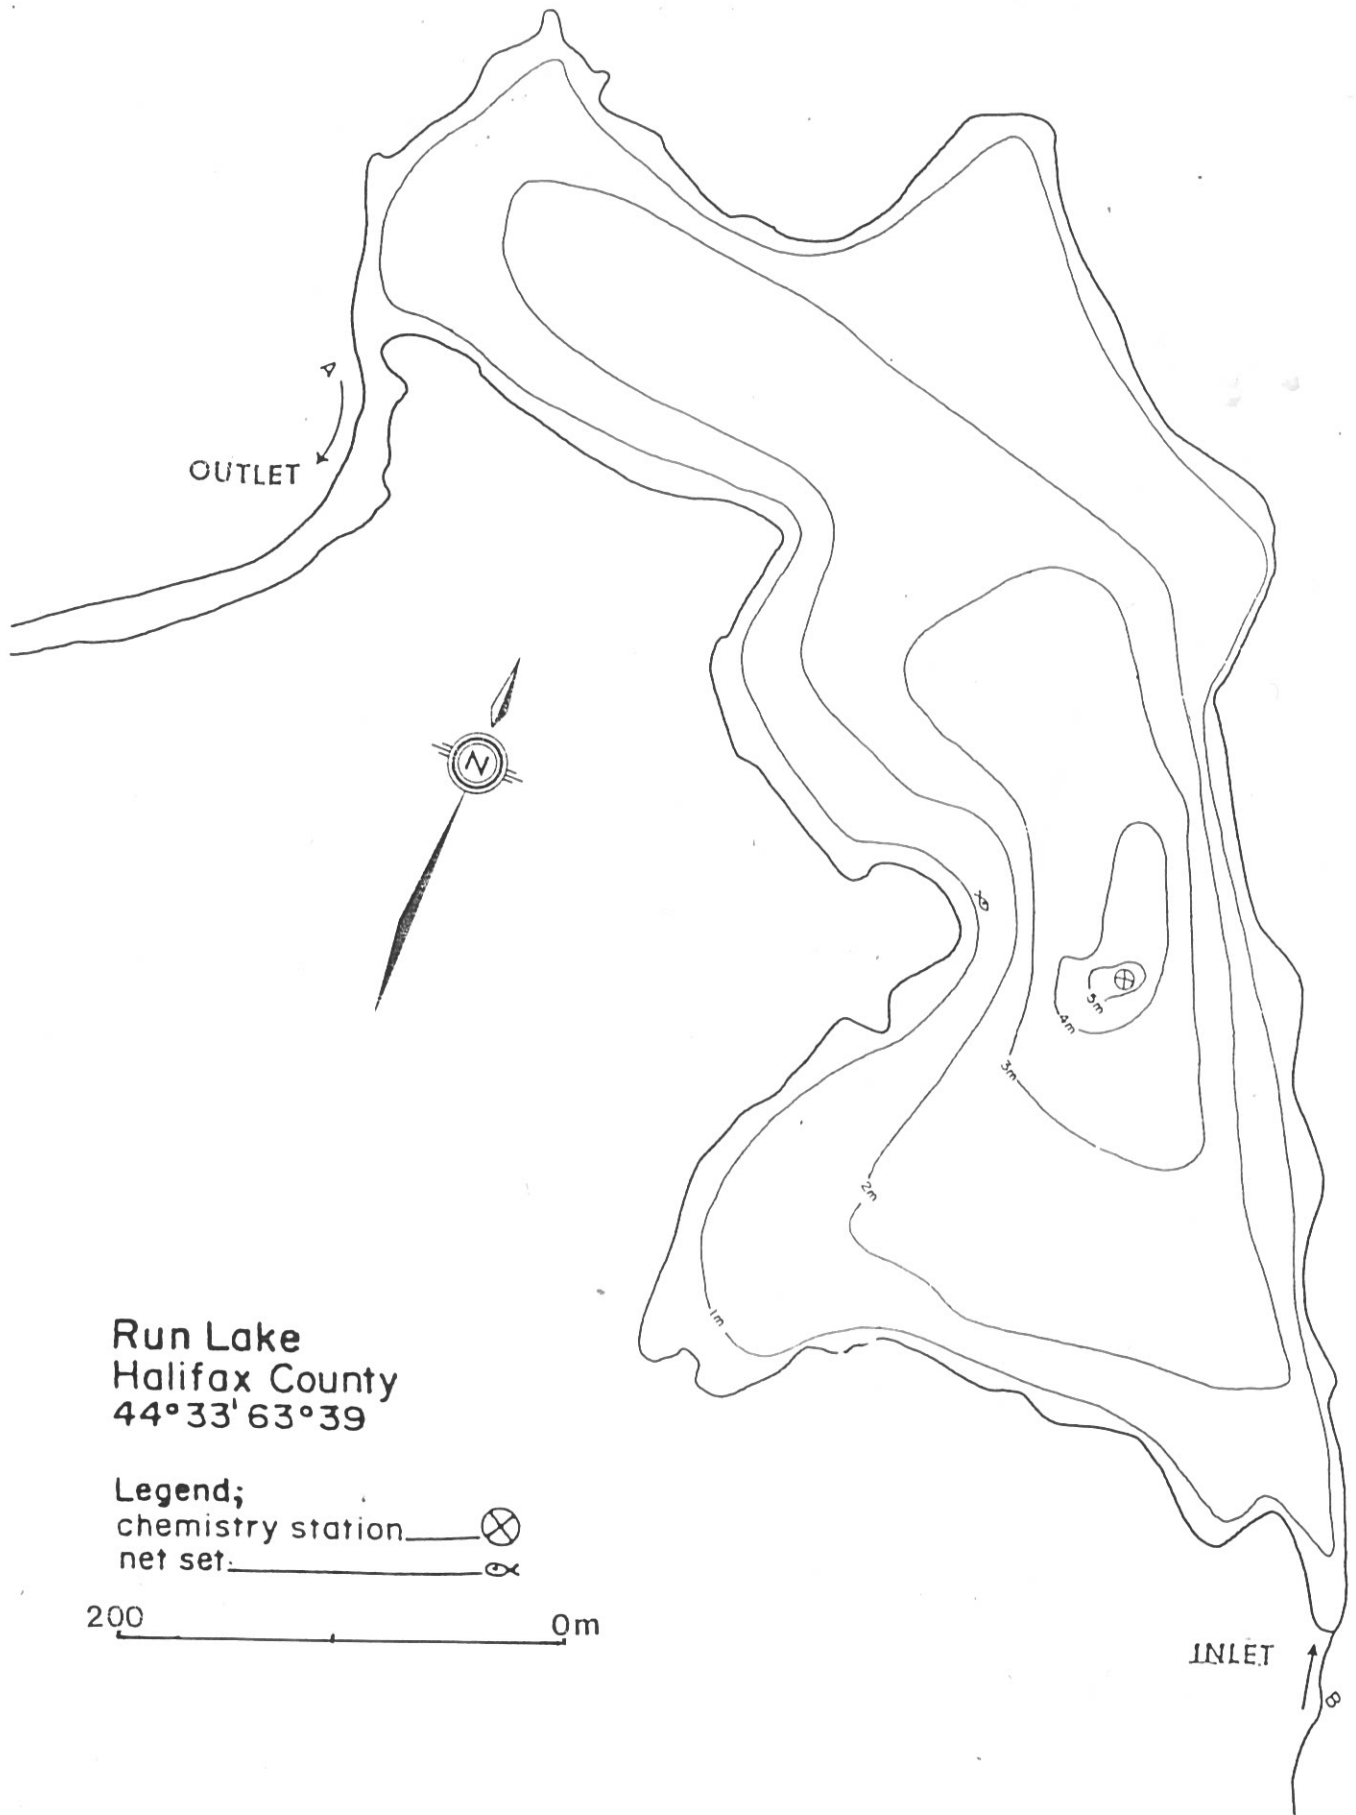 A
OUTLET
N
5m
4m
3m
2m
1m
Run Lake
Halifax County
44°33'63°39
Legend;
chemistry station
net set
200 0m
INLET
B